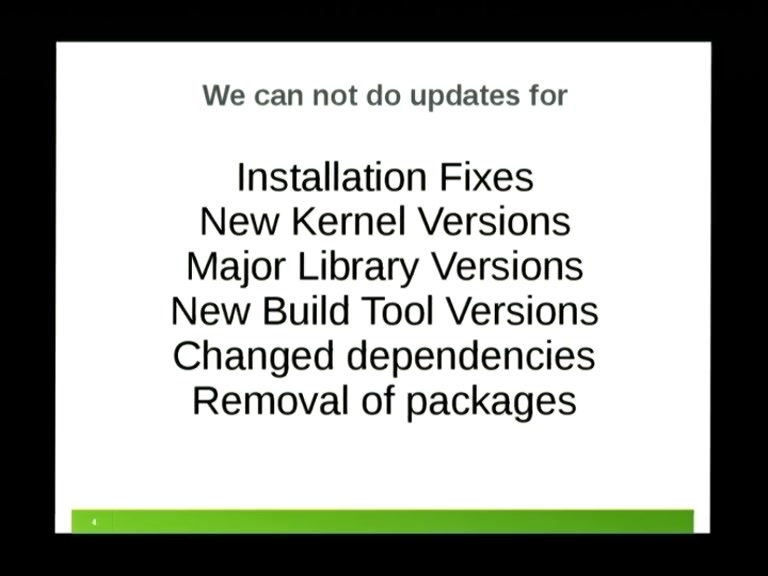 We can not do updates for
Installation Fixes
New Kernel Versions
Major Library Versions
New Build Tool Versions
Changed dependencies
Removal of packages
4